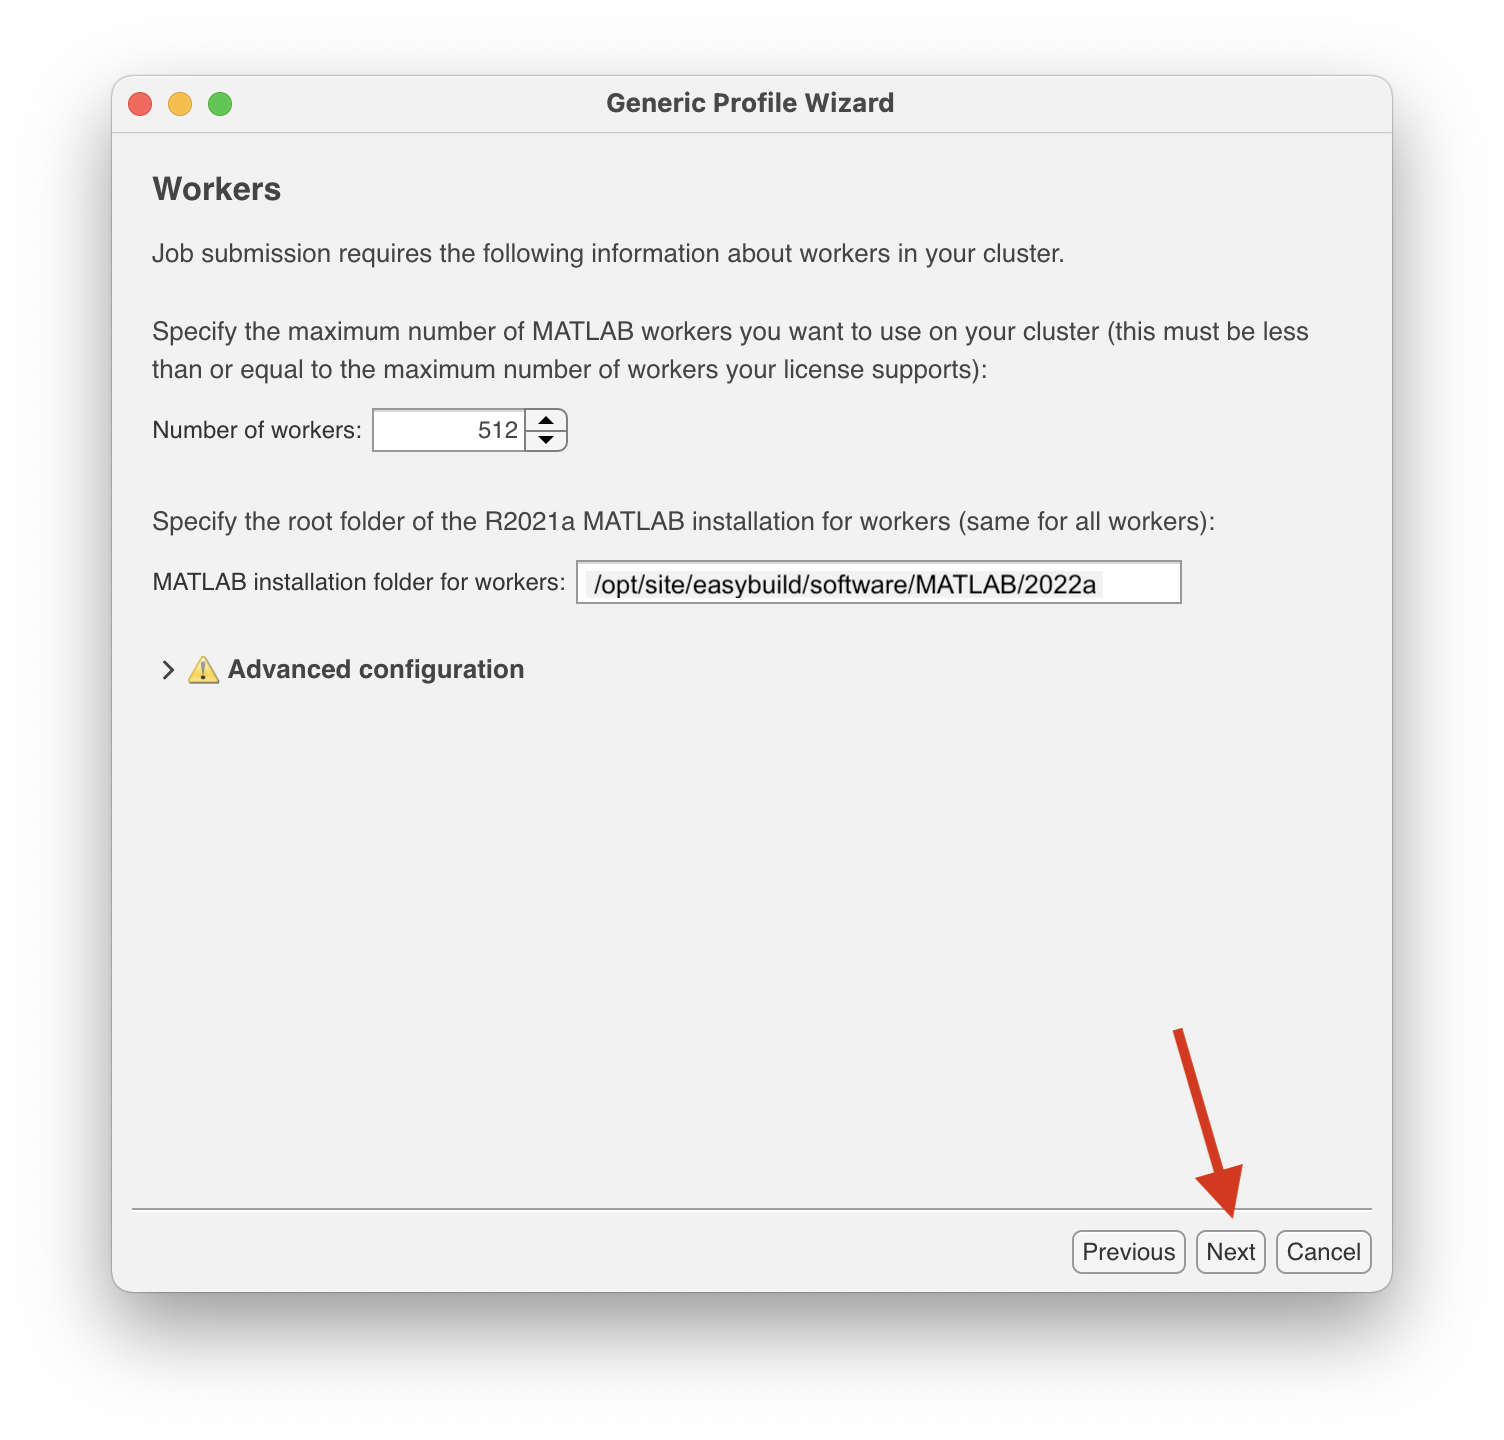 Generic Profile Wizard
Workers
Job submission requires the following information about workers in your cluster.
Specify the maximum number of MATLAB workers you want to use on your cluster (this must be less
than or equal to the maximum number of workers your license supports):
Number of workers: 512
Specify the root folder of the R2021a MATLAB installation for workers (same for all workers):
MATLAB installation folder for workers: /opt/site/easybuild/software/MATLAB/2022a
Advanced configuration
Previous Next Cancel